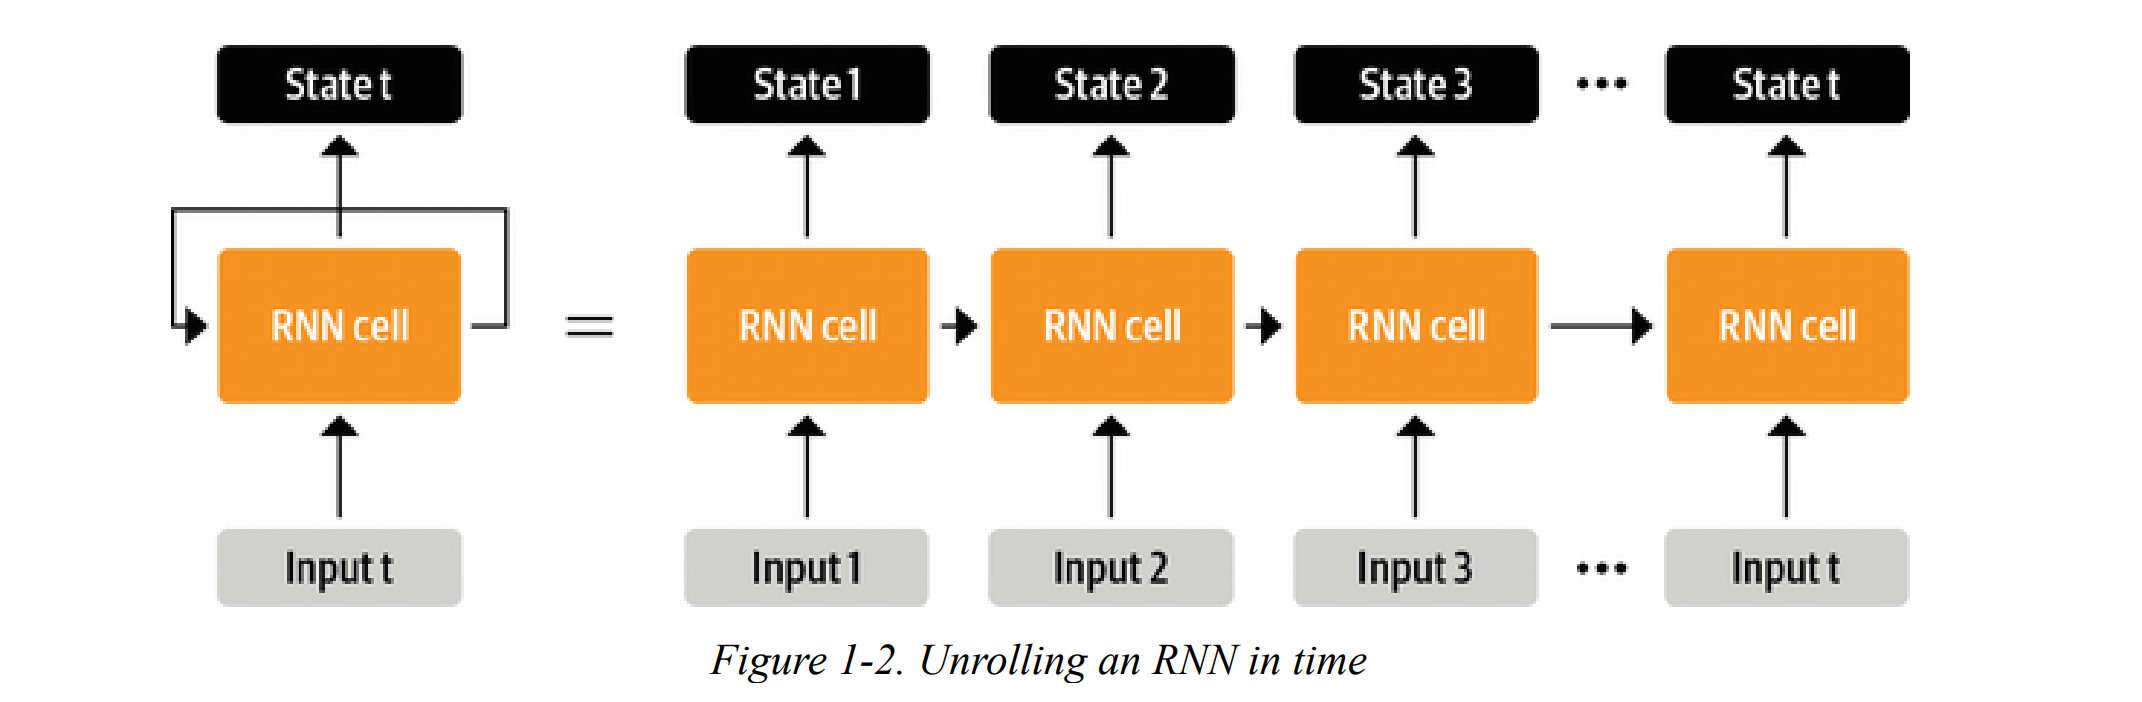 State t State 1 State 2 State 3 ••• State t
RNN cell = RNN cell RNN cell RNN cell RNN cell
Input t Input 1 Input 2 Input 3 ••• Input t
Figure 1-2. Unrolling an RNN in time